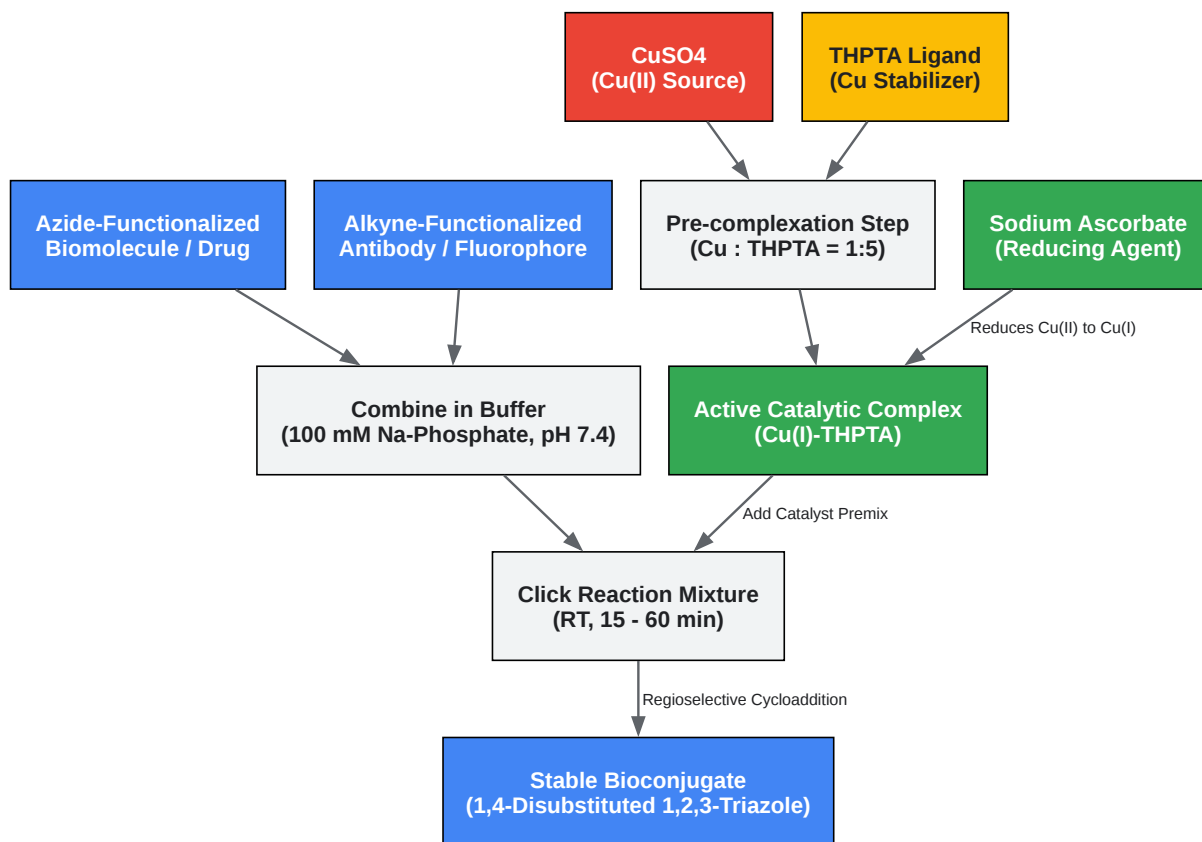 CuSO4
(Cu(II) Source)
THPTA Ligand
(Cu Stabilizer)
Azide-Functionalized
Biomolecule / Drug
Alkyne-Functionalized
Antibody / Fluorophore
Pre-complexation Step
(Cu : THPTA = 1:5)
Sodium Ascorbate
(Reducing Agent)
Reduces Cu(II) to Cu(I)
Combine in Buffer
(100 mM Na-Phosphate, pH 7.4)
Active Catalytic Complex
(Cu(I)-THPTA)
Add Catalyst Premix
Click Reaction Mixture
(RT, 15 - 60 min)
Regioselective Cycloaddition
Stable Bioconjugate
(1,4-Disubstituted 1,2,3-Triazole)